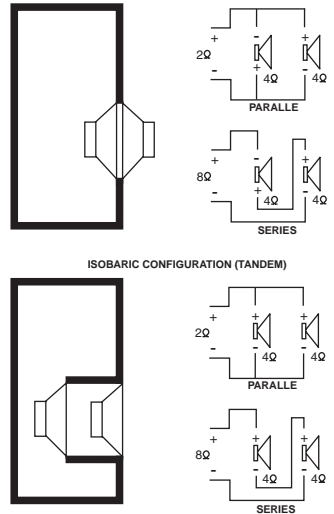 + - +
2Ω
- + 4Ω - 4Ω
PARALLE
+ - +
8Ω
- + 4Ω - 4Ω
SERIES
ISOBARIC CONFIGURATION (TANDEM)
+ + +
2Ω
- - 4Ω - 4Ω
PARALLE
+ + +
8Ω
- - 4Ω - 4Ω
SERIES